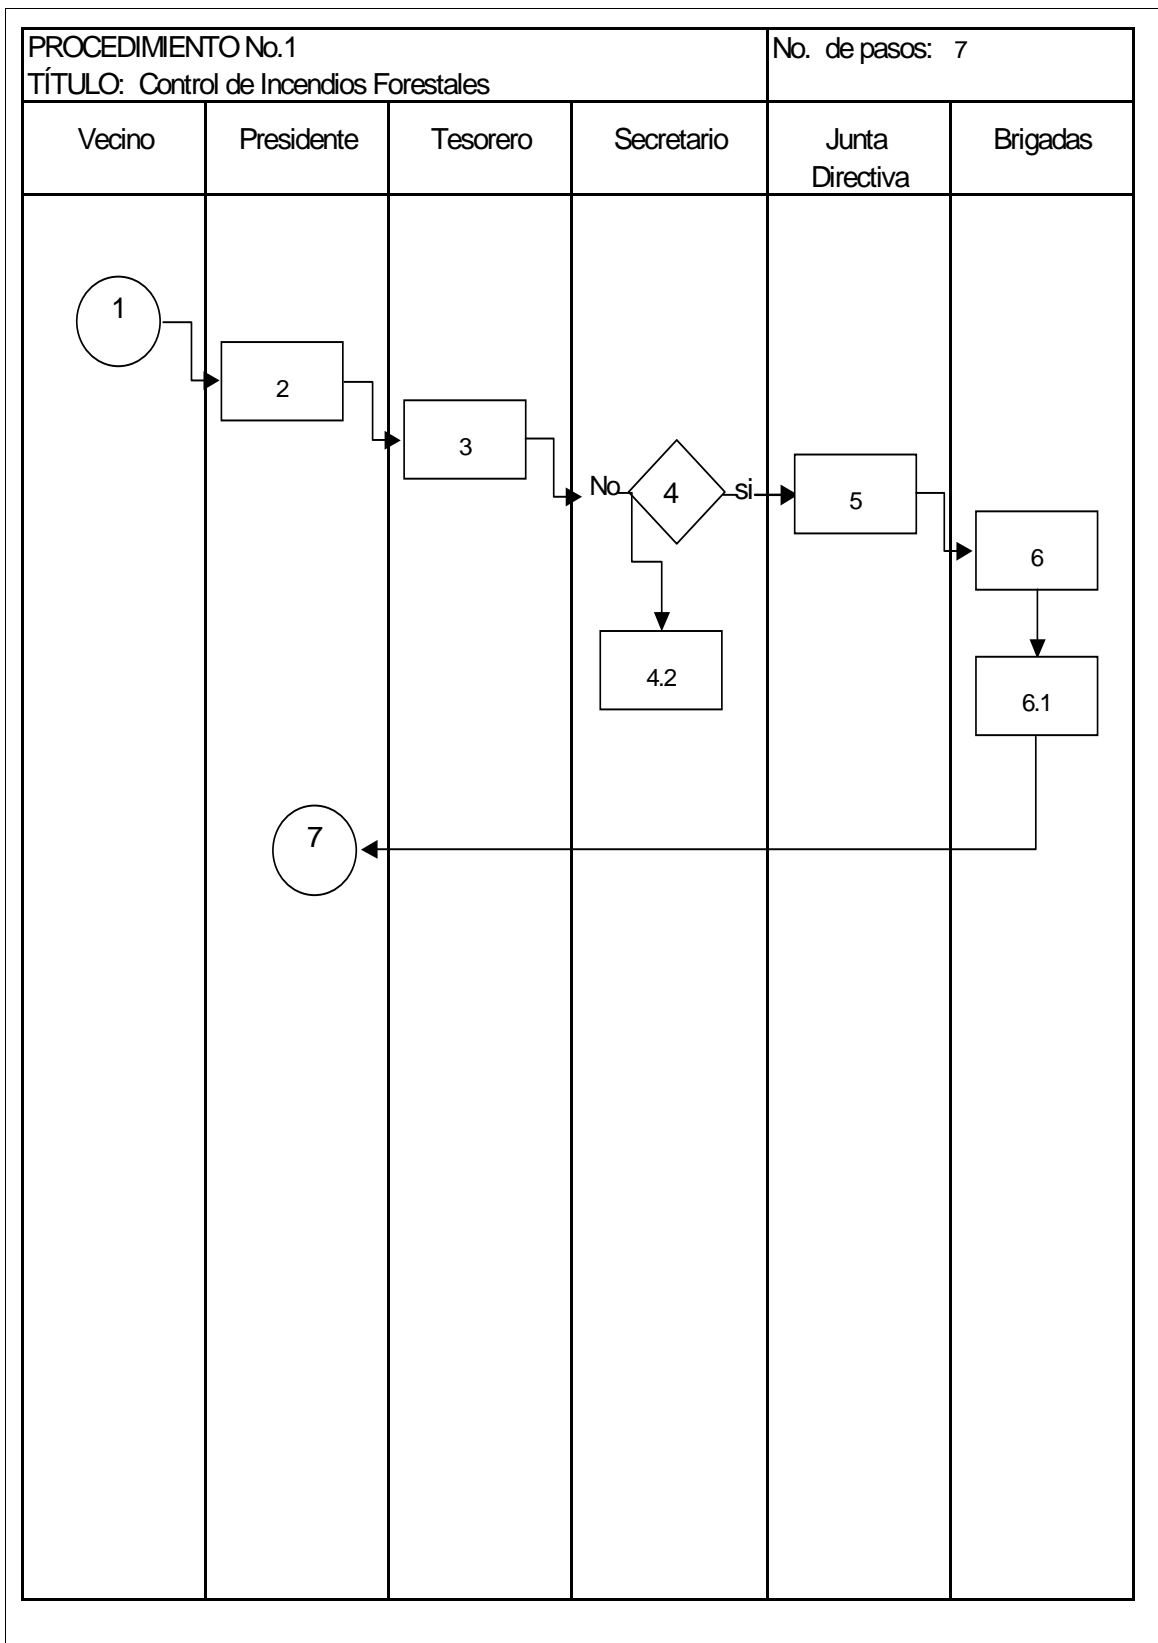 PROCEDIMIENTO No.1
TÍTULO: Control de Incendios Forestales
No. de pasos: 7
Vecino
Presidente
Tesorero
Secretario
Junta
Directiva
Brigadas
1
2
3
No
4
si
5
6
4.2
6.1
7